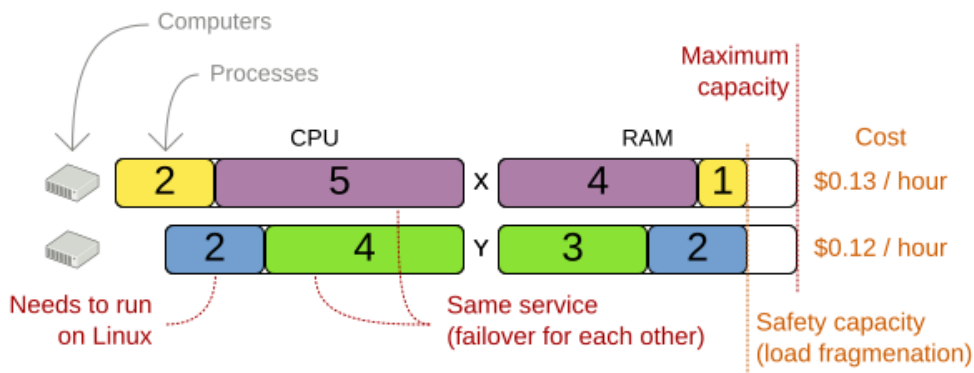 Computers
Processes
Maximum
capacity
CPU
RAM
Cost
2 5 X 4 1 $0.13 / hour
2 4 Y 3 2 $0.12 / hour
Needs to run
on Linux
Same service
(failover for each other)
Safety capacity
(load fragmenation)